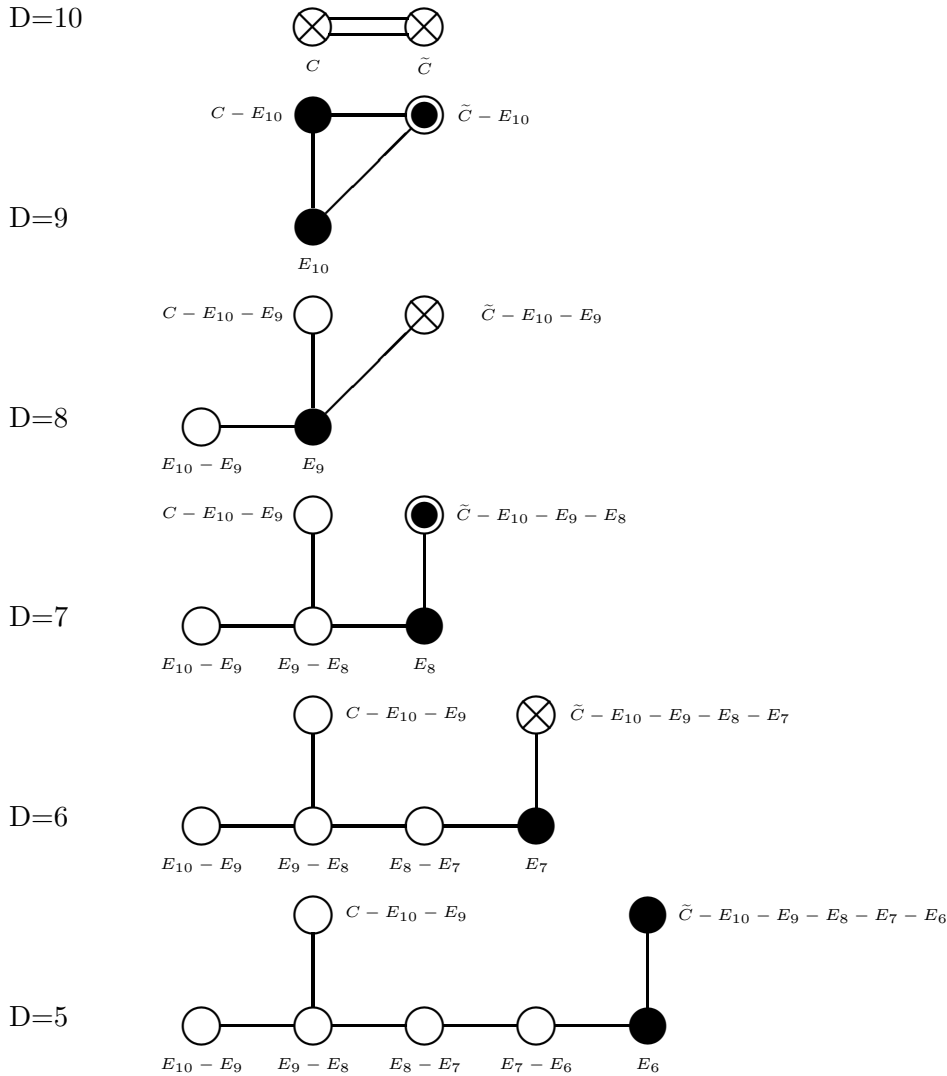 D=10
C C̃
C − E₁₀ C̃ − E₁₀
D=9
E₁₀
C − E₁₀ − E₉ C̃ − E₁₀ − E₉
D=8
E₁₀ − E₉ E₉
C − E₁₀ − E₉ C̃ − E₁₀ − E₉ − E₈
D=7
E₁₀ − E₉ E₉ − E₈ E₈
C − E₁₀ − E₉ C̃ − E₁₀ − E₉ − E₈ − E₇
D=6
E₁₀ − E₉ E₉ − E₈ E₈ − E₇ E₇
C − E₁₀ − E₉ C̃ − E₁₀ − E₉ − E₈ − E₇ − E₆
D=5
E₁₀ − E₉ E₉ − E₈ E₈ − E₇ E₇ − E₆ E₆